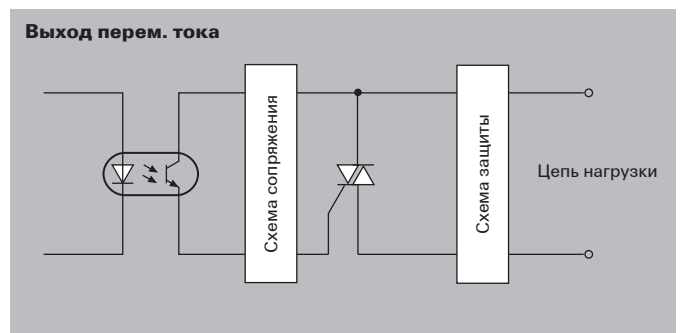 Выход перем. тока
Схема сопряжения
Схема защиты
Цепь нагрузки